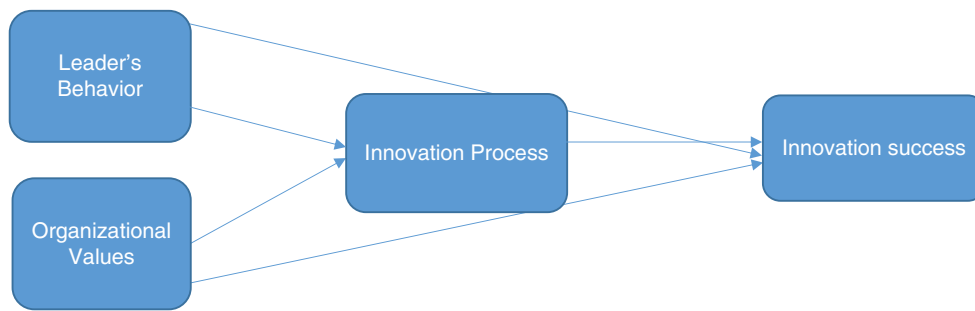 Leader's
Behavior
Innovation Process
Innovation success
Organizational
Values